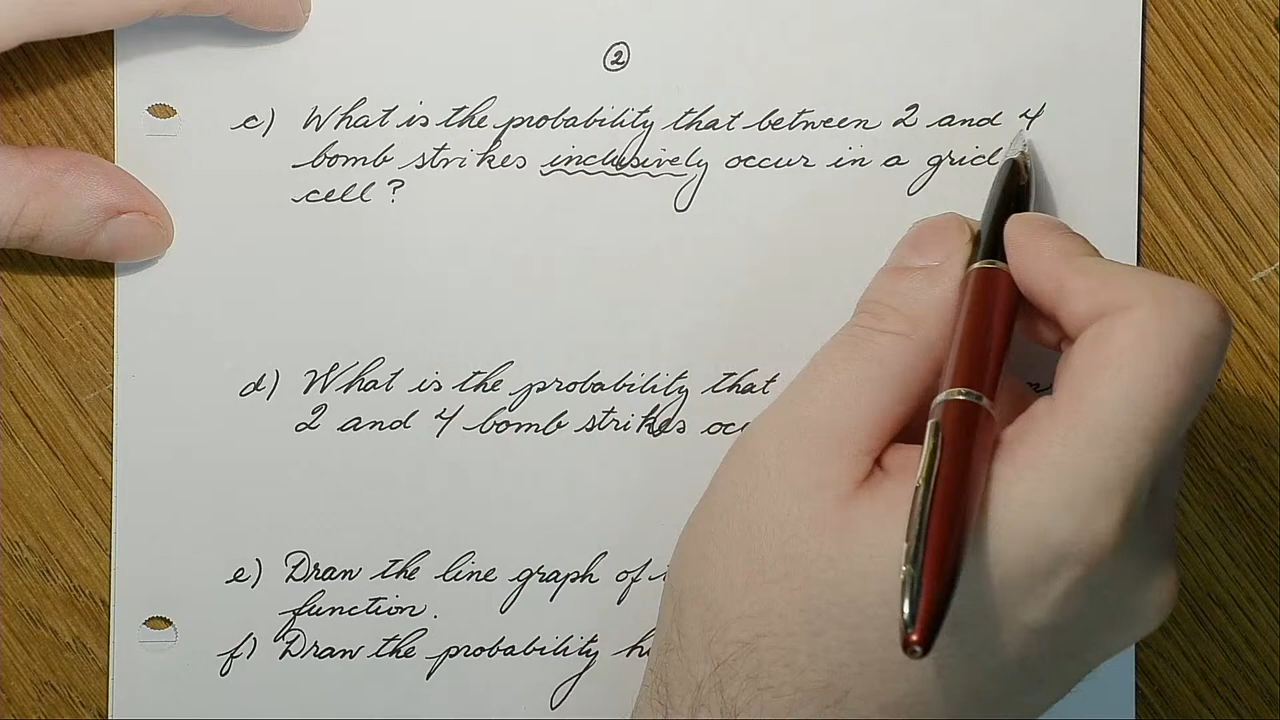 ②
c) What is the probability that between 2 and 4
bomb strikes inclusively occur in a grid
cell?
d) What is the probability that
2 and 4 bomb strikes
e) Draw the line graph of
function.
f) Draw the probability